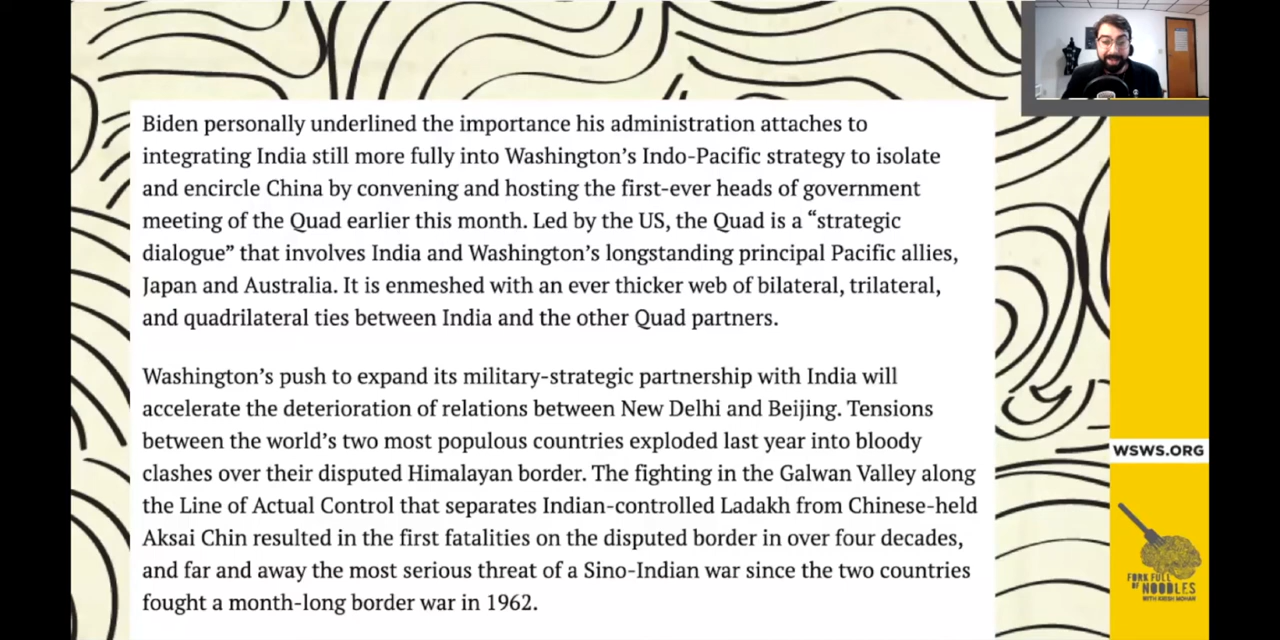 Biden personally underlined the importance his administration attaches to
integrating India still more fully into Washington’s Indo-Pacific strategy to isolate
and encircle China by convening and hosting the first-ever heads of government
meeting of the Quad earlier this month. Led by the US, the Quad is a “strategic
dialogue” that involves India and Washington’s longstanding principal Pacific allies,
Japan and Australia. It is enmeshed with an ever thicker web of bilateral, trilateral,
and quadrilateral ties between India and the other Quad partners.
Washington’s push to expand its military-strategic partnership with India will
accelerate the deterioration of relations between New Delhi and Beijing. Tensions
between the world’s two most populous countries exploded last year into bloody
clashes over their disputed Himalayan border. The fighting in the Galwan Valley along
the Line of Actual Control that separates Indian-controlled Ladakh from Chinese-held
Aksai Chin resulted in the first fatalities on the disputed border in over four decades,
and far and away the most serious threat of a Sino-Indian war since the two countries
fought a month-long border war in 1962.
WSWS.ORG
FORK FULL
OF NOODLES
WITH KRISH MOHAN